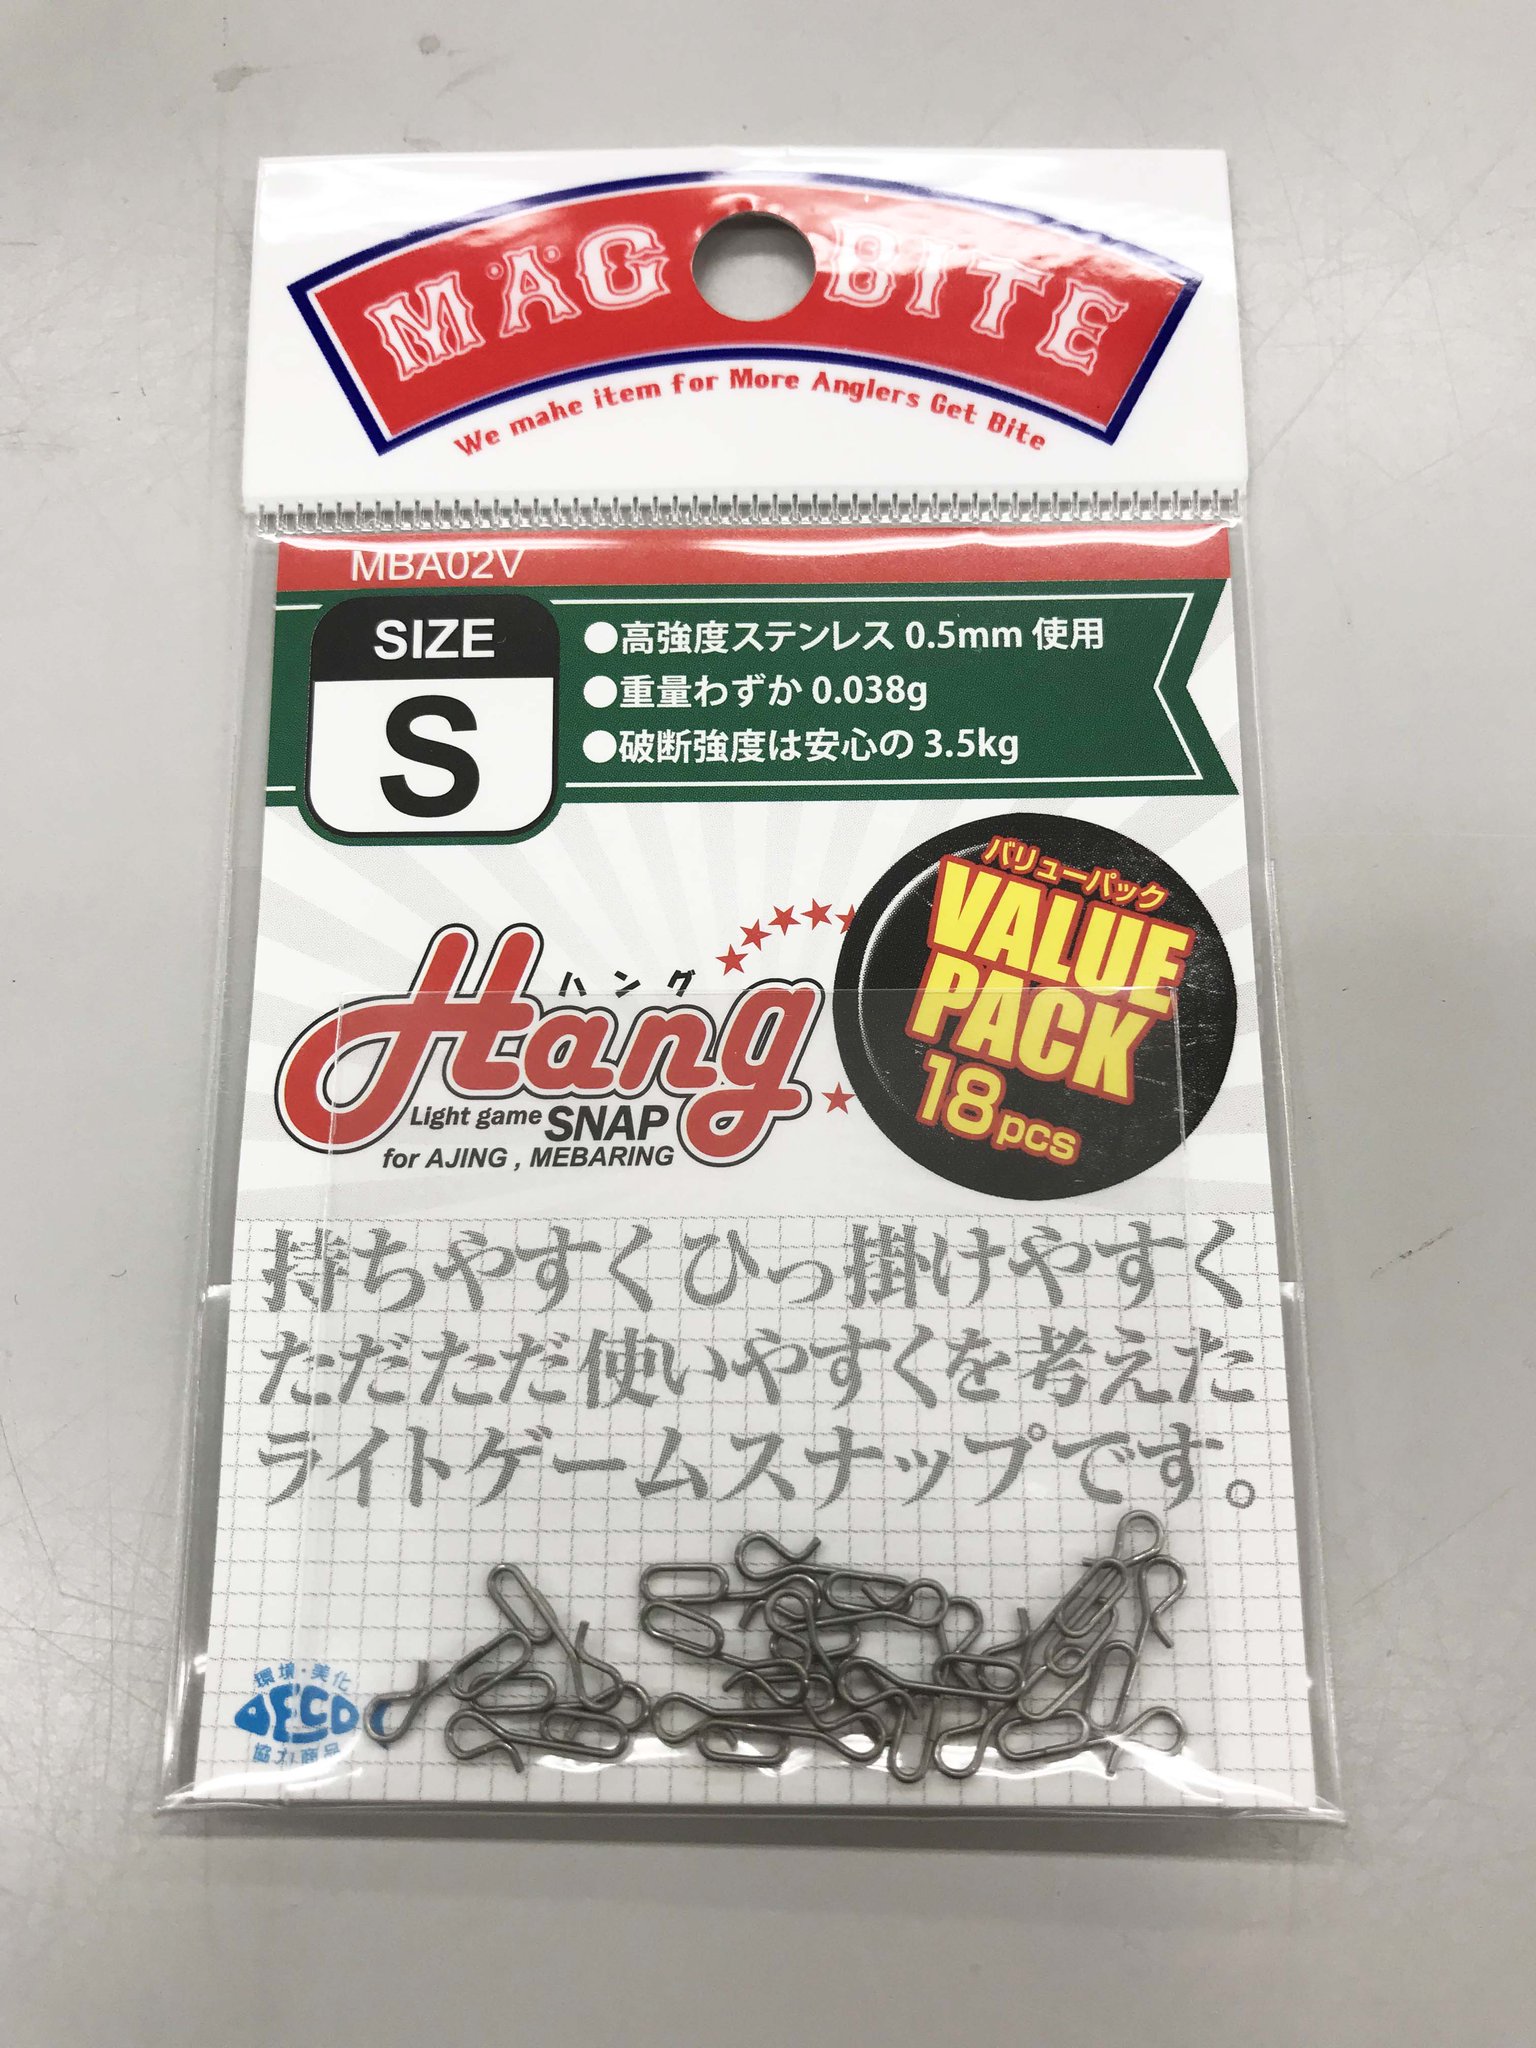 MAG BITE
We make item for More Anglers Get Bite
MBA02V
SIZE
S
●高強度ステンレス 0.5mm 使用
●重量わずか 0.038g
●破断強度は安心の 3.5kg
バリューパック
VALUE
PACK
18pcs
ハング
Hang
Light game SNAP
for AJING , MEBARING
持ちやすくひっ掛けやすく
ただただ使いやすくを考えた
ライトゲームスナップです。
環境・美化
DECO
協力商品